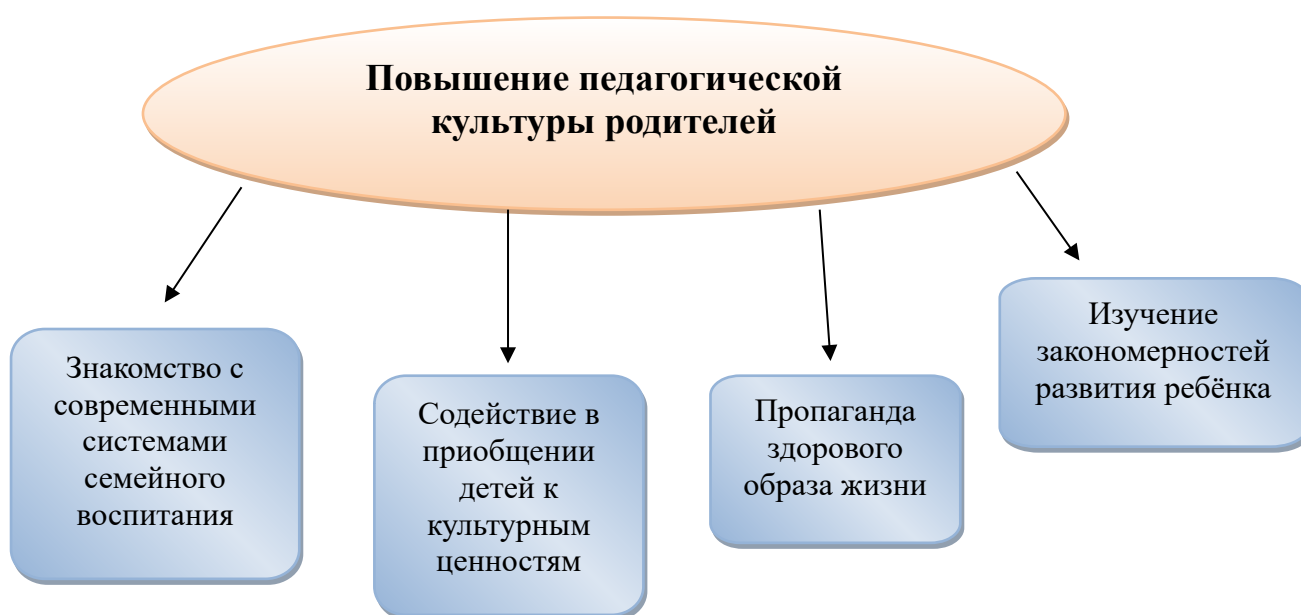 Повышение педагогической
культуры родителей
Знакомство с
современными
системами
семейного
воспитания
Содействие в
приобщении
детей к
культурным
ценностям
Пропаганда
здорового
образа жизни
Изучение
закономерностей
развития ребёнка